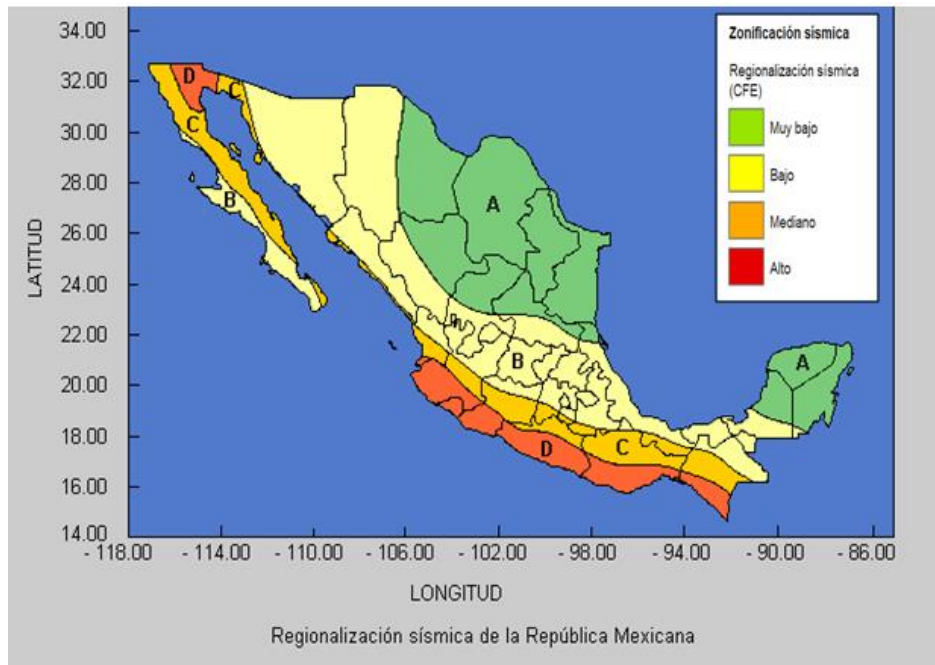 34.00
32.00
30.00
28.00
26.00
24.00
22.00
20.00
18.00
16.00
14.00
LATITUD
D
C
C
B
A
B
A
C
D
Zonificación sísmica
Regionalización sísmica
(CFE)
Muy bajo
Bajo
Mediano
Alto
- 118.00 - 114.00 - 110.00 - 106.00 - 102.00 - 98.00 - 94.00 - 90.00 - 86.00
LONGITUD
Regionalización sísmica de la República Mexicana